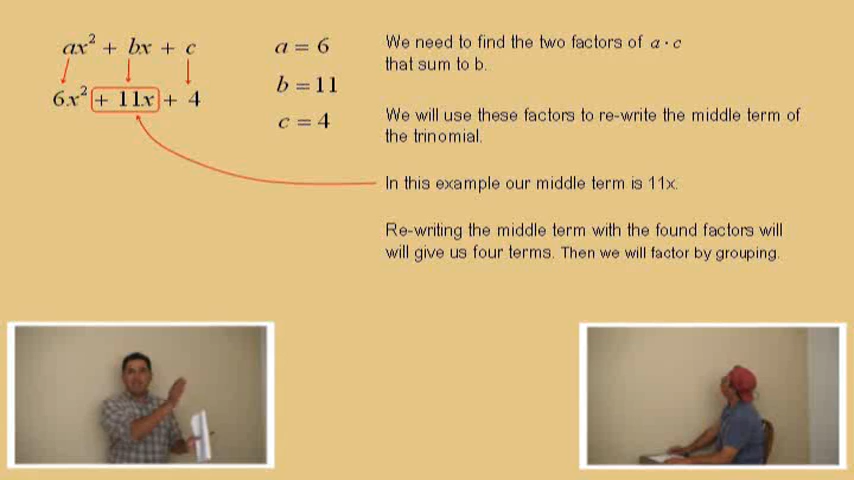 ax² + bx + c
6x² + 11x + 4
a = 6
b = 11
c = 4
We need to find the two factors of a · c
that sum to b.
We will use these factors to re-write the middle term of
the trinomial.
In this example our middle term is 11x.
Re-writing the middle term with the found factors will
will give us four terms. Then we will factor by grouping.